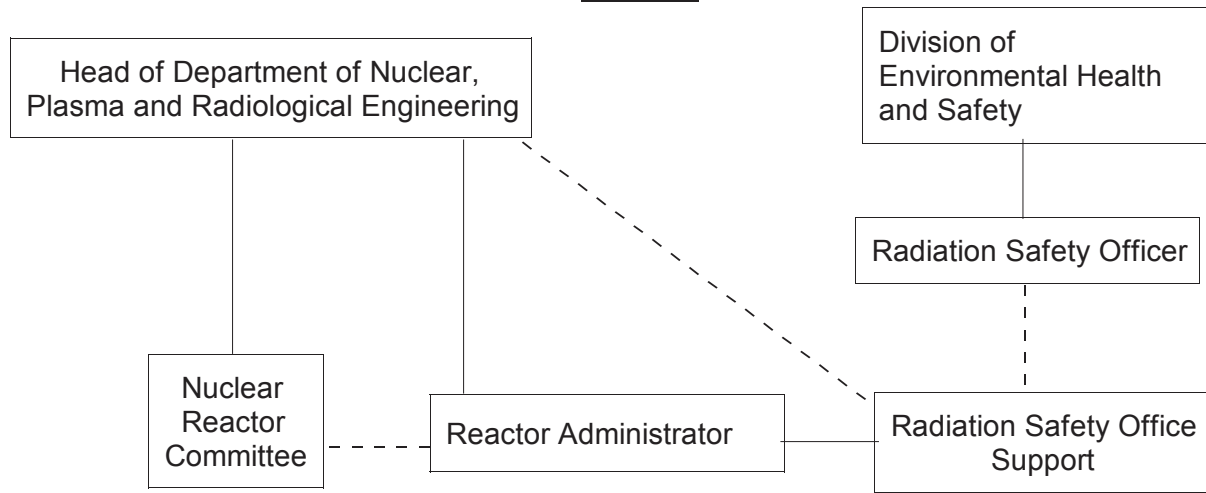 Head of Department of Nuclear,
Plasma and Radiological Engineering
Division of
Environmental Health
and Safety
Radiation Safety Officer
Nuclear
Reactor
Committee
Reactor Administrator
Radiation Safety Office
Support